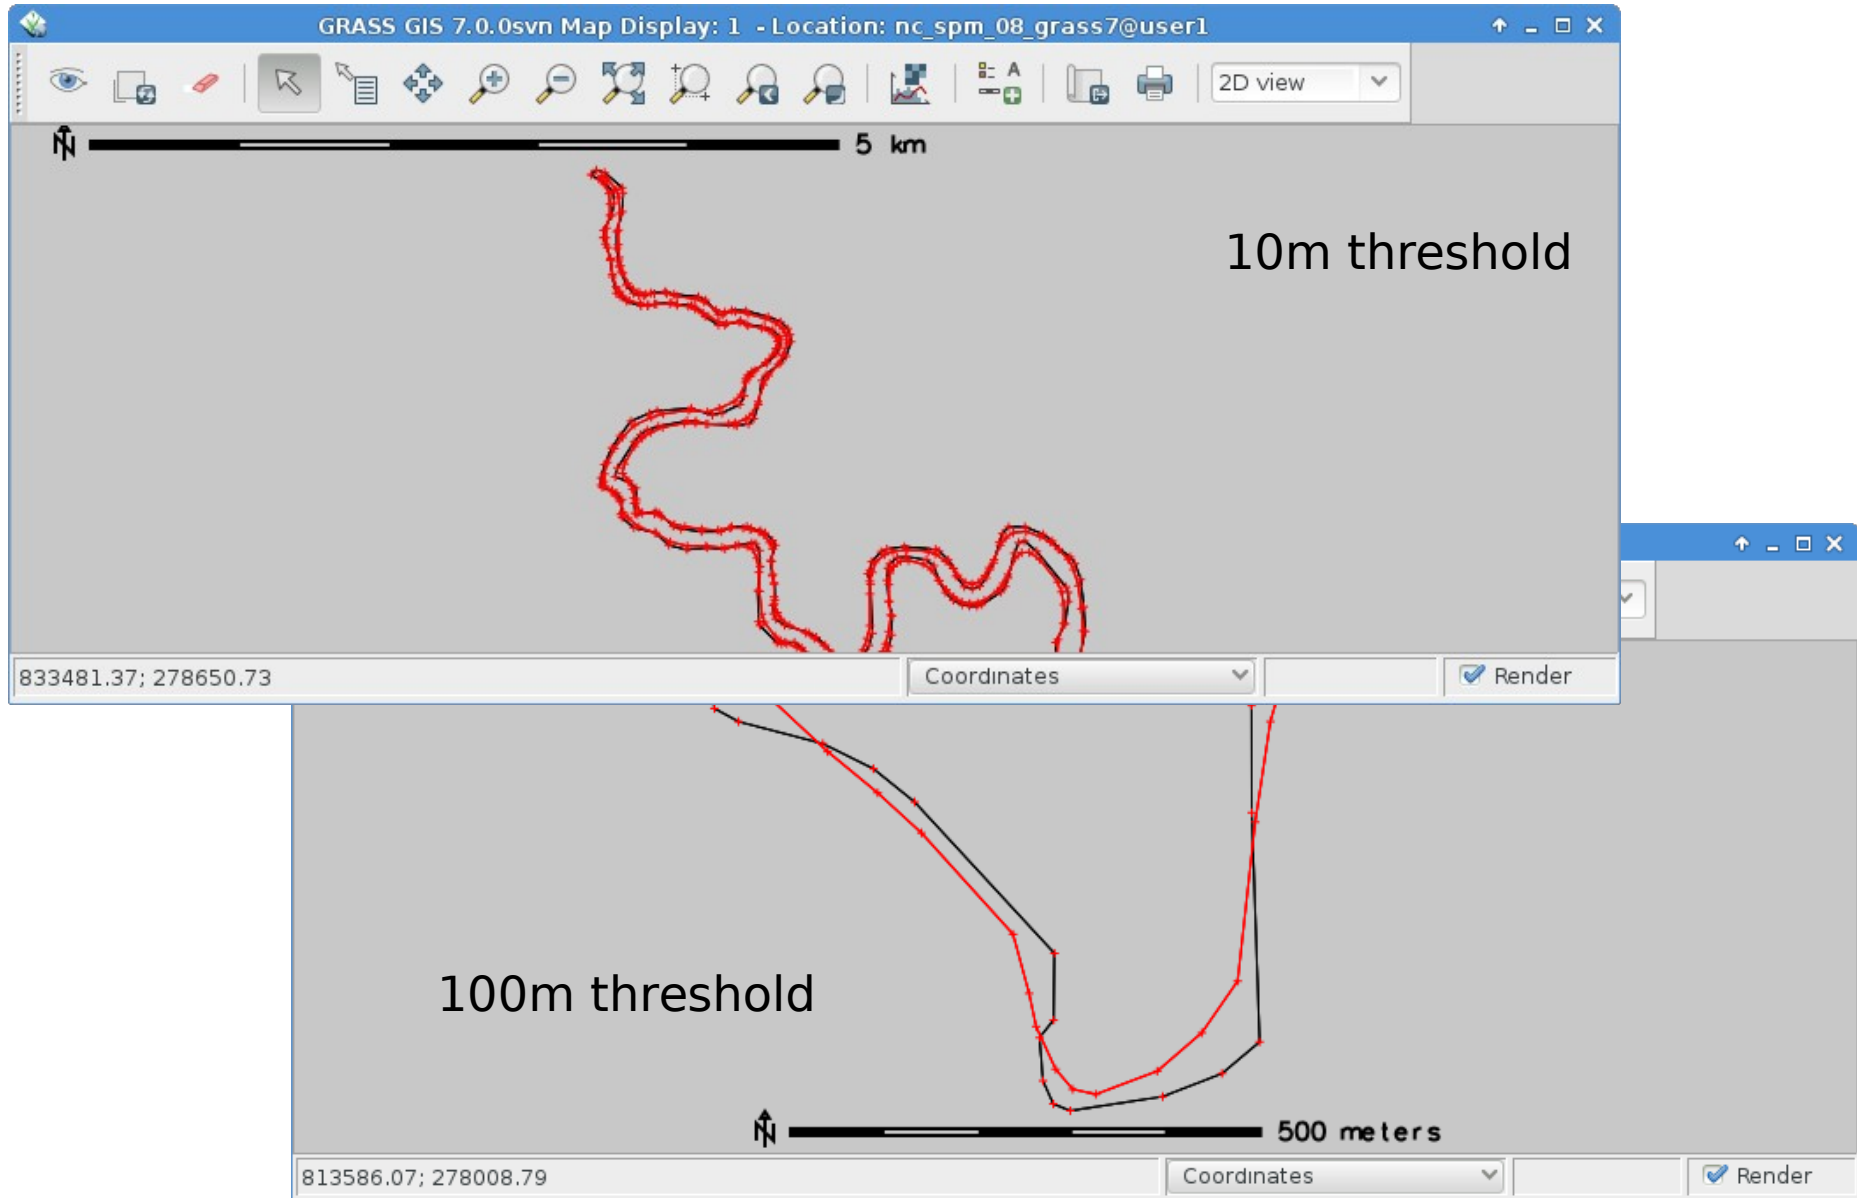 GRASS GIS 7.0.0svn Map Display: 1 - Location: nc_spm_08_grass7@user1
A
2D view
N
5 km
10m threshold
833481.37; 278650.73
Coordinates
Render
100m threshold
N
500 meters
813586.07; 278008.79
Coordinates
Render